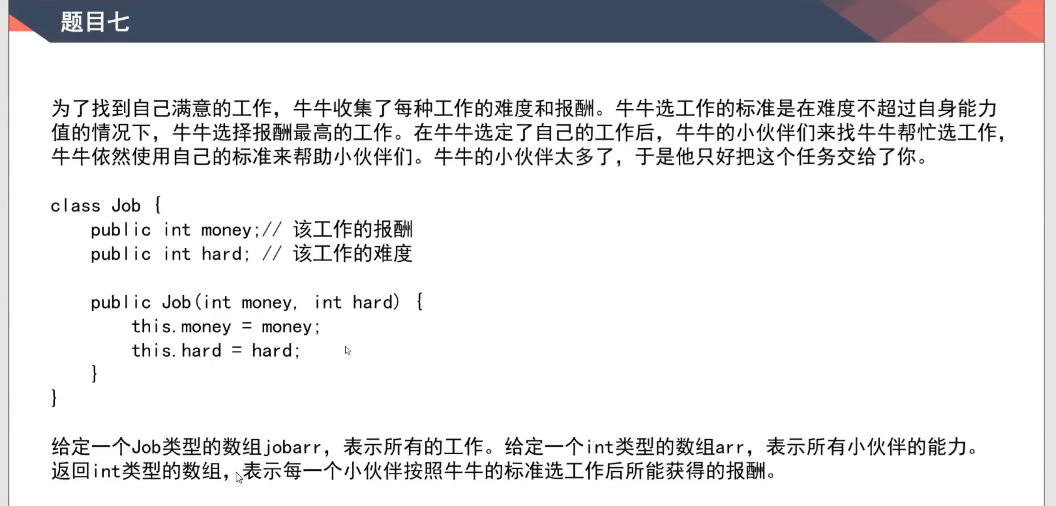 题目七
为了找到自己满意的工作，牛牛收集了每种工作的难度和报酬。牛牛选工作的标准是在难度不超过自身能力
值的情况下，牛牛选择报酬最高的工作。在牛牛选定了自己的工作后，牛牛的小伙伴们来找牛牛帮忙选工作，
牛牛依然使用自己的标准来帮助小伙伴们。牛牛的小伙伴太多了，于是他只好把这个任务交给了你。
class Job {
    public int money;// 该工作的报酬
    public int hard; // 该工作的难度
    public Job(int money, int hard) {
        this.money = money;
        this.hard = hard;
    }
}
给定一个Job类型的数组jobarr，表示所有的工作。给定一个int类型的数组arr，表示所有小伙伴的能力。
返回int类型的数组，表示每一个小伙伴按照牛牛的标准选工作后所能获得的报酬。